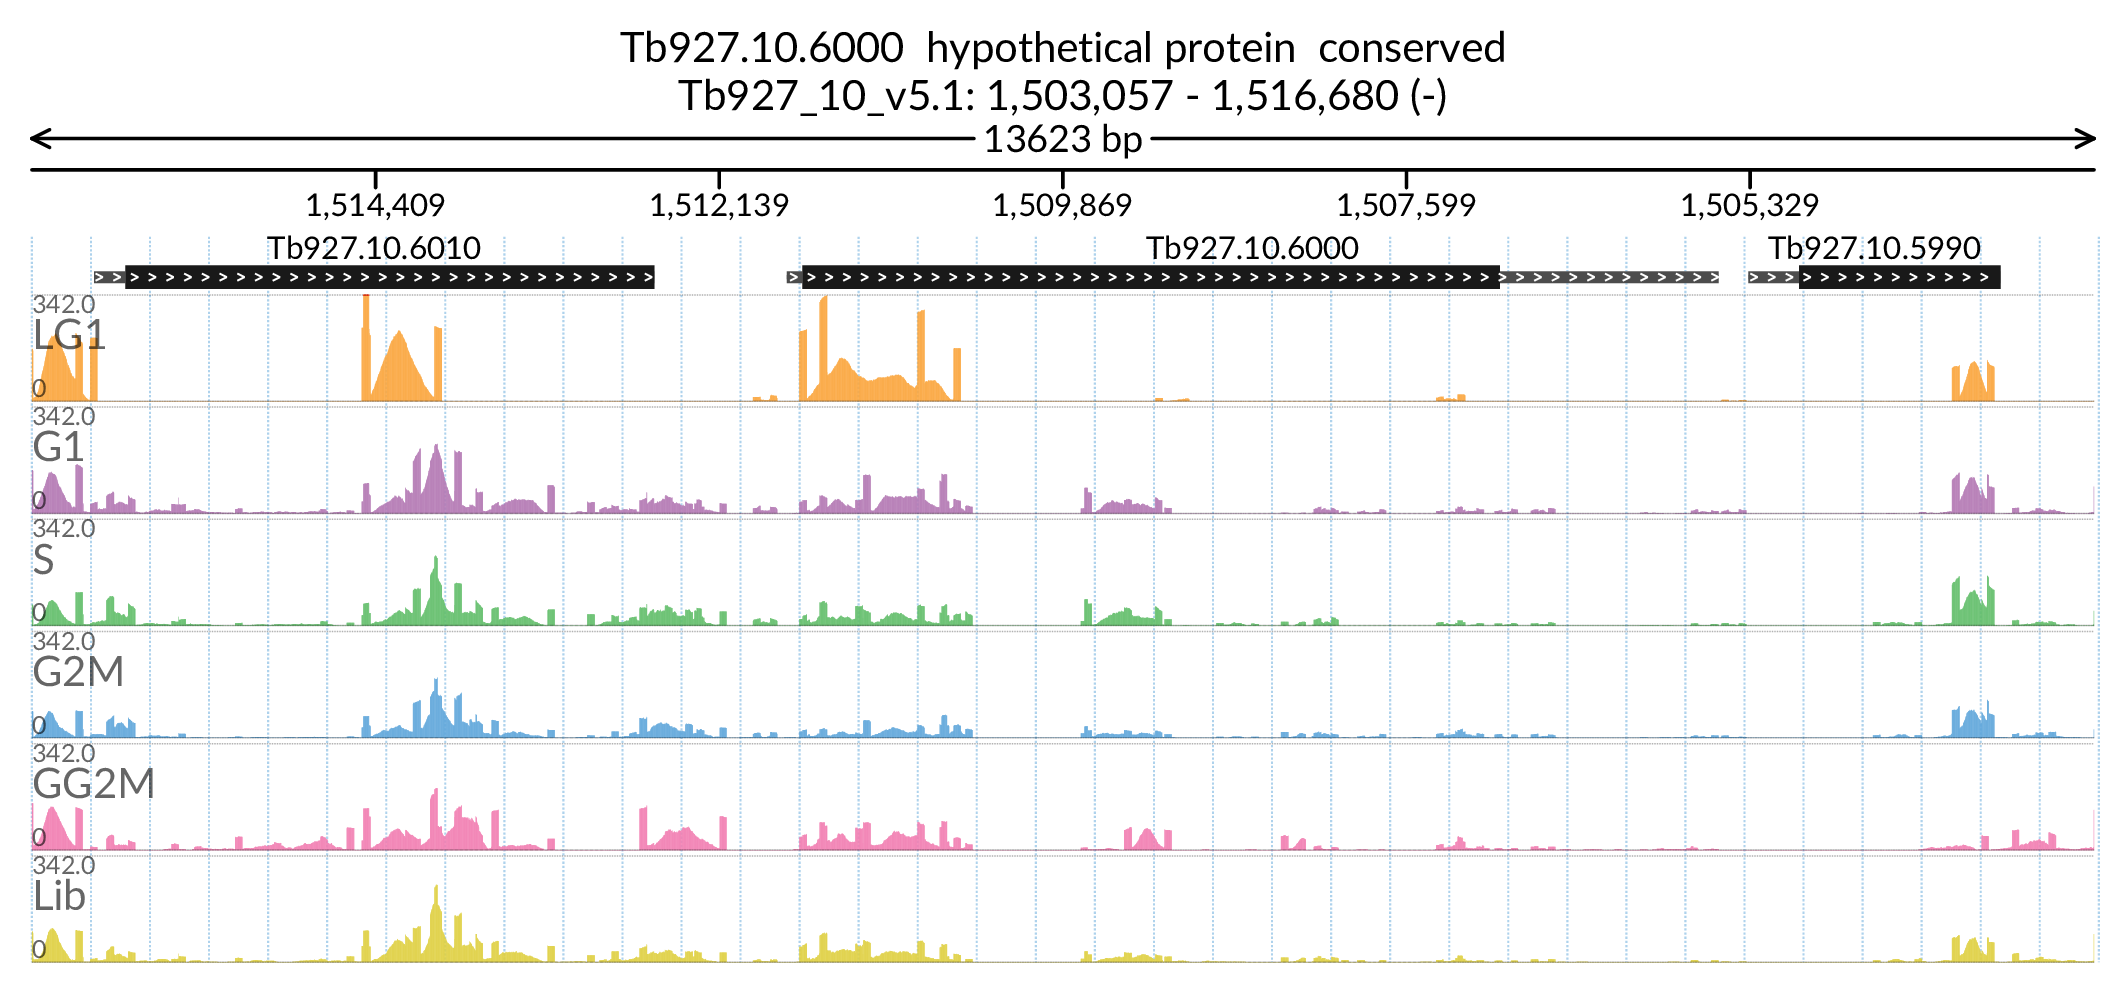 Tb927.10.6000  hypothetical protein  conserved
Tb927_10_v5.1: 1,503,057 - 1,516,680 (-)
13623 bp
1,514,409 1,512,139 1,509,869 1,507,599 1,505,329
Tb927.10.6010 Tb927.10.6000 Tb927.10.5990
342.0
LG1
0
342.0
G1
0
342.0
S
0
342.0
G2M
0
342.0
GG2M
0
342.0
Lib
0